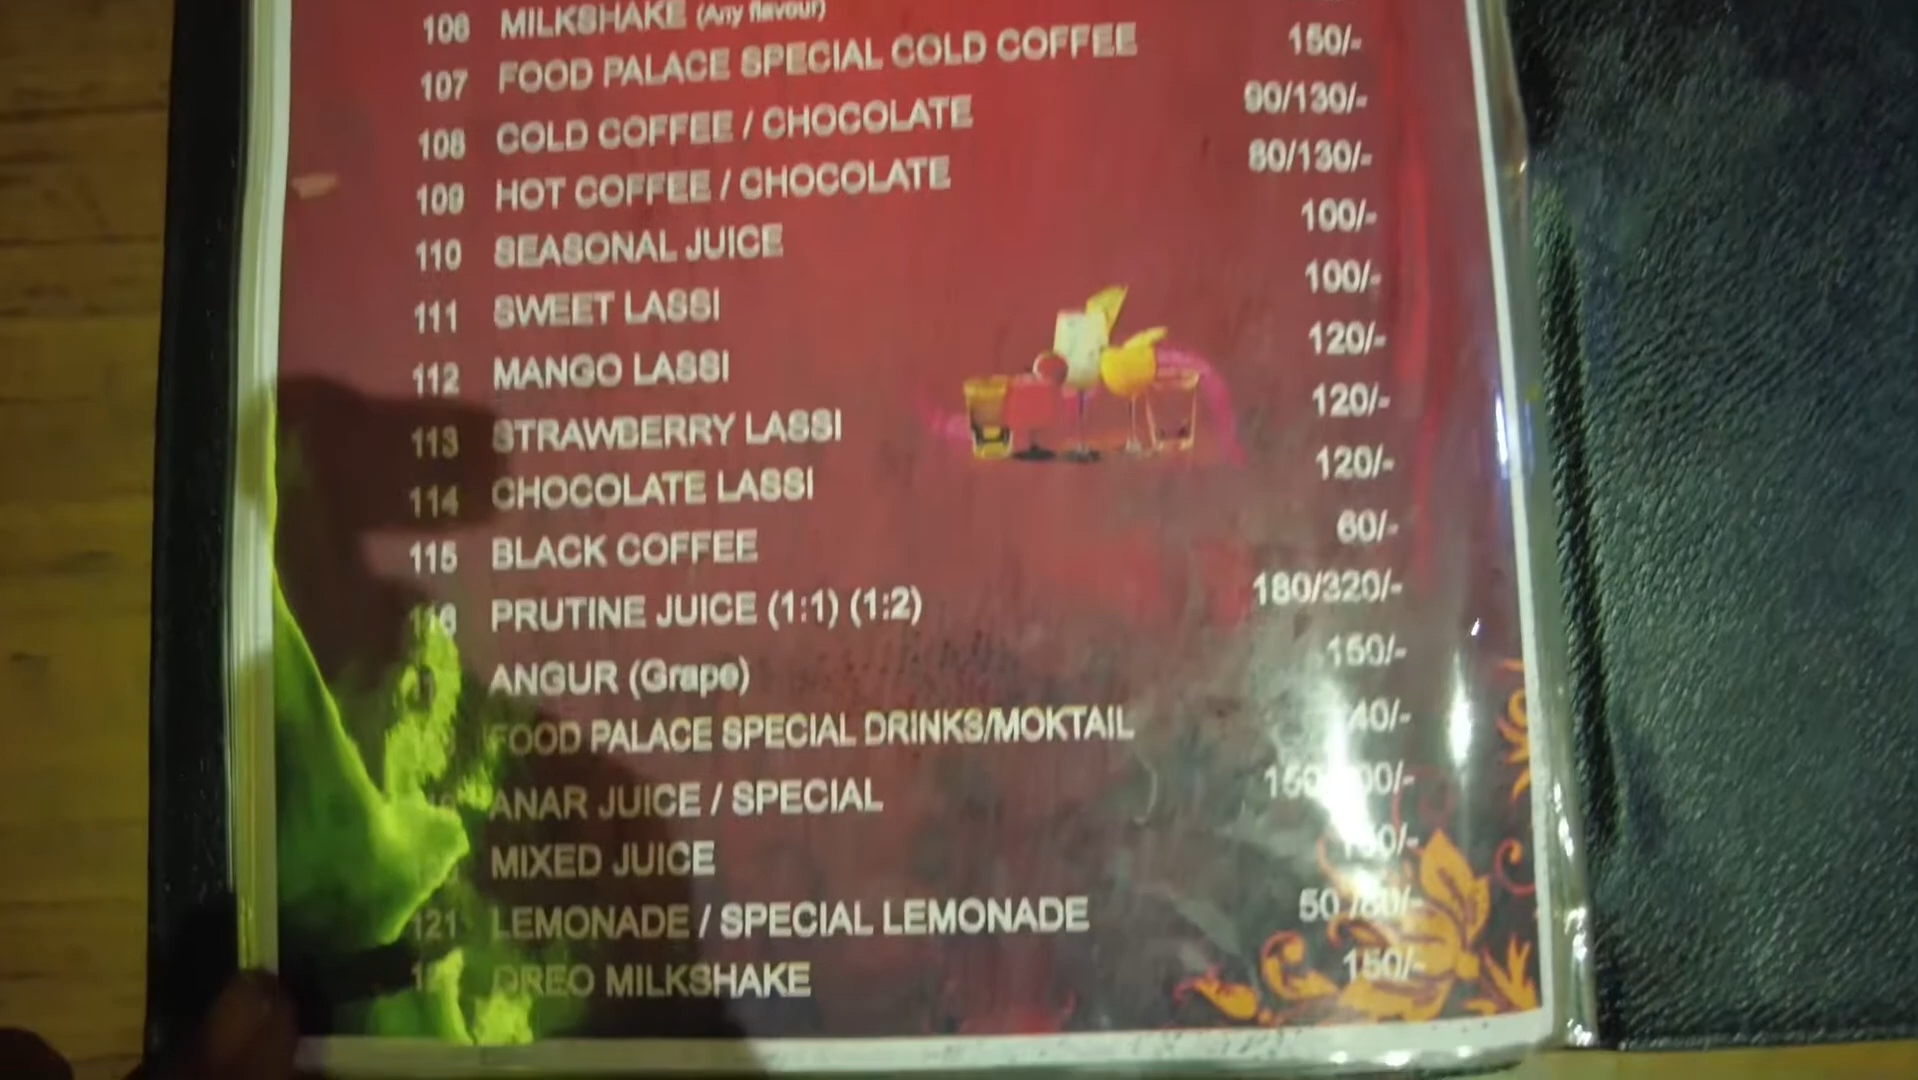 106 MILKSHAKE (Any flavour)
107 FOOD PALACE SPECIAL COLD COFFEE 150/-
108 COLD COFFEE / CHOCOLATE 90/130/-
109 HOT COFFEE / CHOCOLATE 80/130/-
110 SEASONAL JUICE 100/-
111 SWEET LASSI 100/-
112 MANGO LASSI 120/-
113 STRAWBERRY LASSI 120/-
114 CHOCOLATE LASSI 120/-
115 BLACK COFFEE 60/-
116 PRUTINE JUICE (1:1) (1:2) 180/320/-
ANGUR (Grape) 150/-
FOOD PALACE SPECIAL DRINKS/MOKTAIL
ANAR JUICE / SPECIAL
MIXED JUICE
121 LEMONADE / SPECIAL LEMONADE
OREO MILKSHAKE 150/-